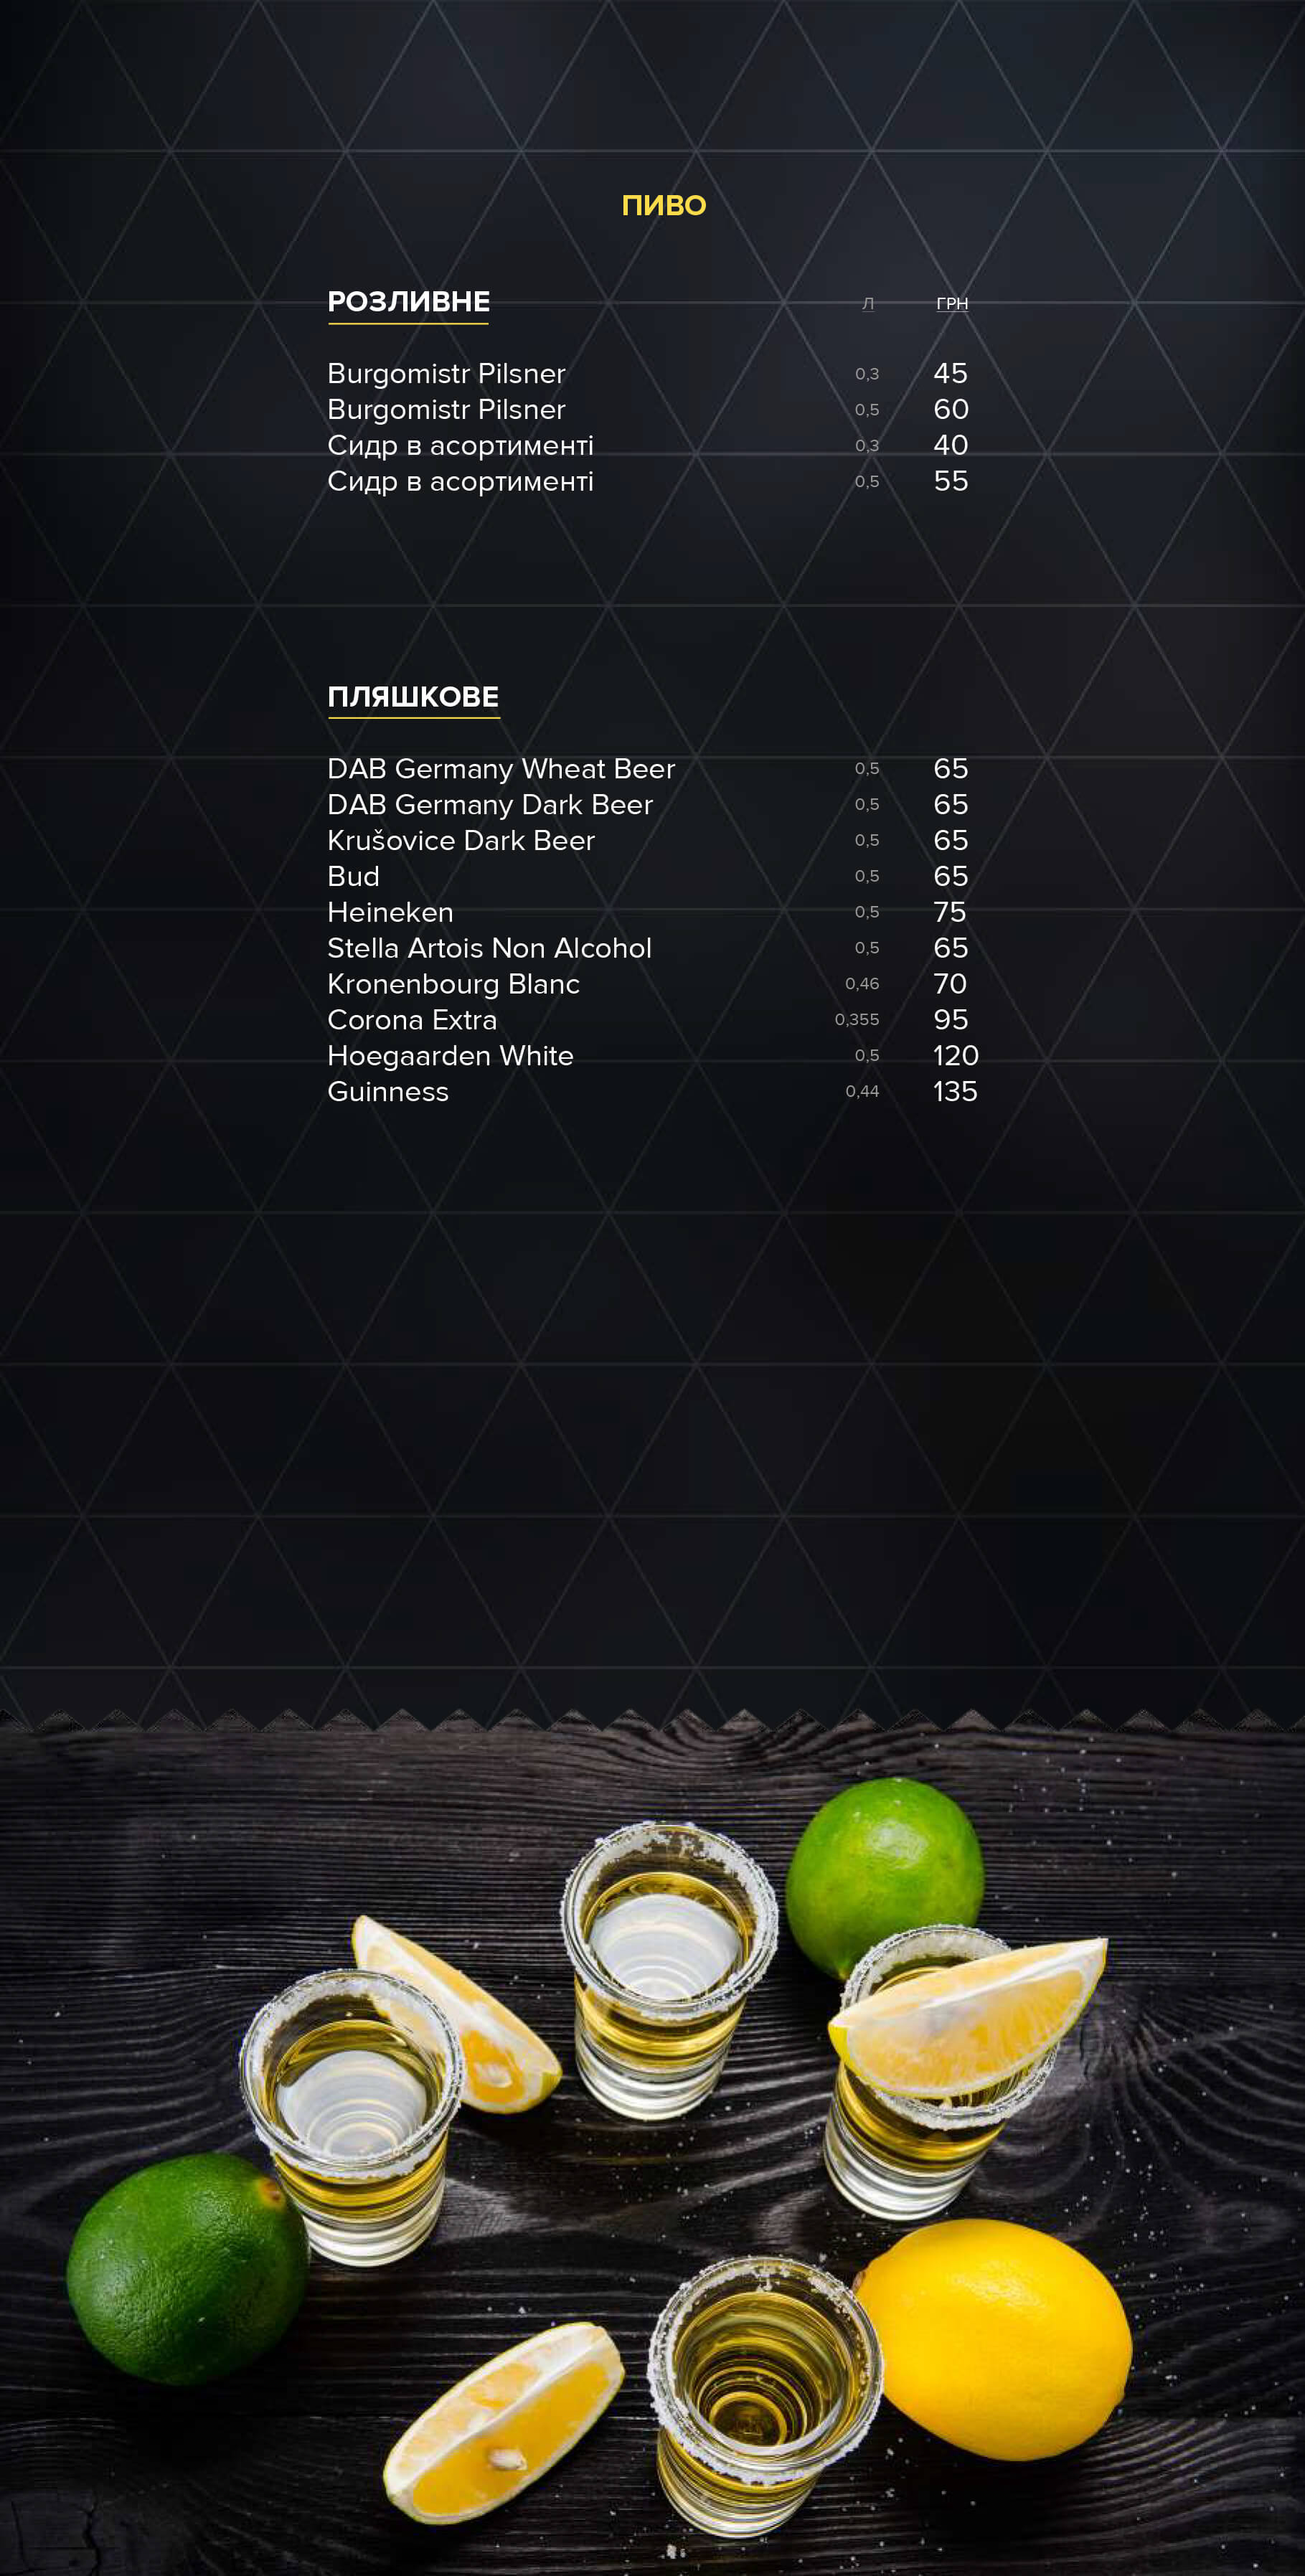 ПИВО
РОЗЛИВНЕ Л ГРН
Burgomistr Pilsner 0,3 45
Burgomistr Pilsner 0,5 60
Сидр в асортименті 0,3 40
Сидр в асортименті 0,5 55
ПЛЯШКОВЕ
DAB Germany Wheat Beer 0,5 65
DAB Germany Dark Beer 0,5 65
Krušovice Dark Beer 0,5 65
Bud 0,5 65
Heineken 0,5 75
Stella Artois Non Alcohol 0,5 65
Kronenbourg Blanc 0,46 70
Corona Extra 0,355 95
Hoegaarden White 0,5 120
Guinness 0,44 135